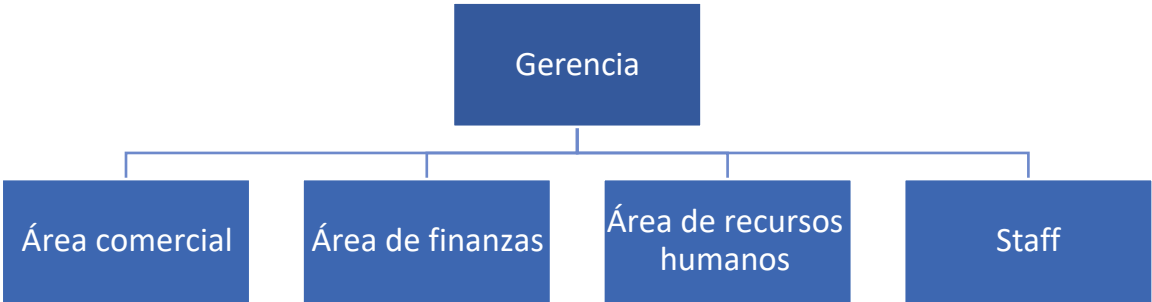 Gerencia
Área comercial
Área de finanzas
Área de recursos
humanos
Staff